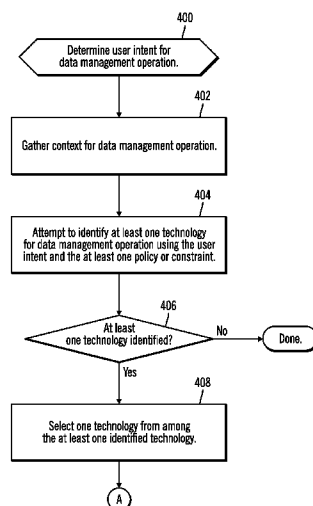 400
Determine user intent for
data management operation.
402
Gather context for data management operation.
404
Attempt to identify at least one technology
for data management operation using the user
intent and the at least one policy or constraint.
406
At least
one technology identified?
No
Done.
Yes
408
Select one technology from among
the at least one identified technology.
A